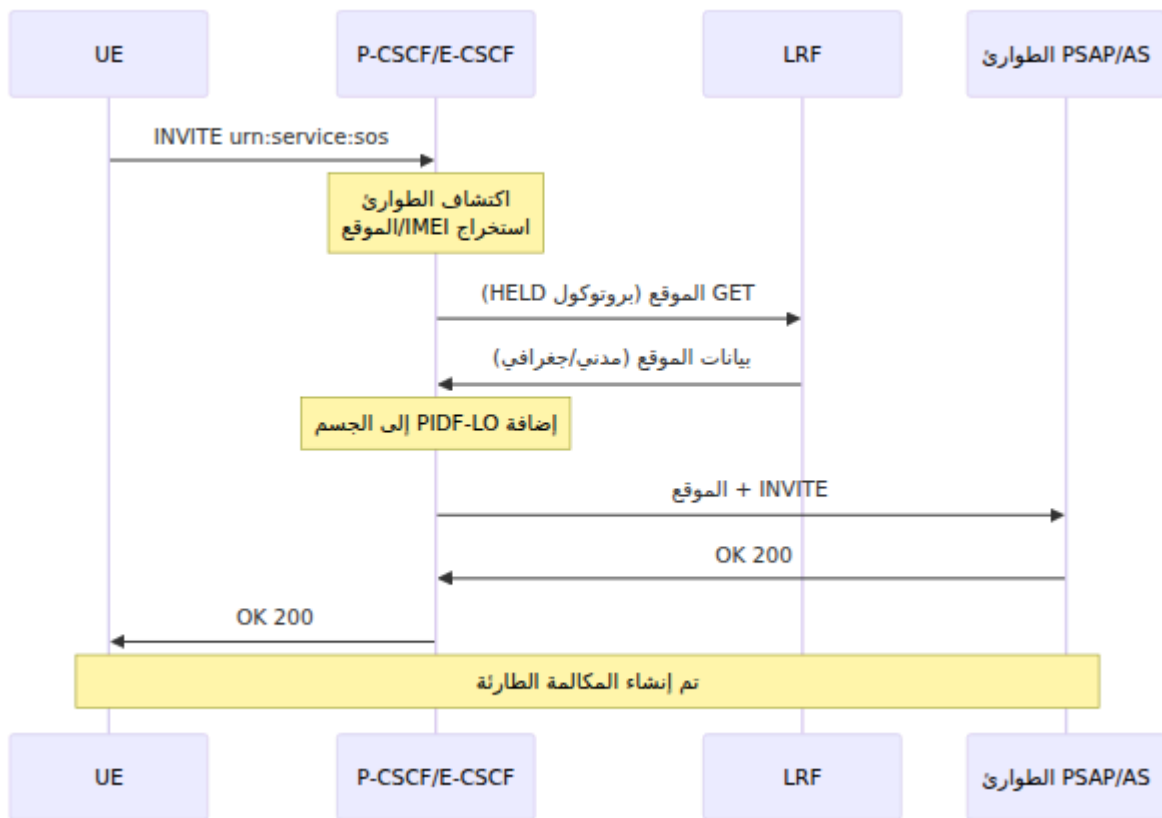 UE
P-CSCF/E-CSCF
LRF
الطوارئ PSAP/AS
INVITE urn:service:sos
اكتشاف الطوارئ
استخراج IMEI/الموقع
GET الموقع (بروتوكول HELD)
بيانات الموقع (مدني/جغرافي)
إضافة PIDF-LO إلى الجسم
INVITE + الموقع
200 OK
200 OK
تم إنشاء المكالمة الطارئة
UE
P-CSCF/E-CSCF
LRF
الطوارئ PSAP/AS